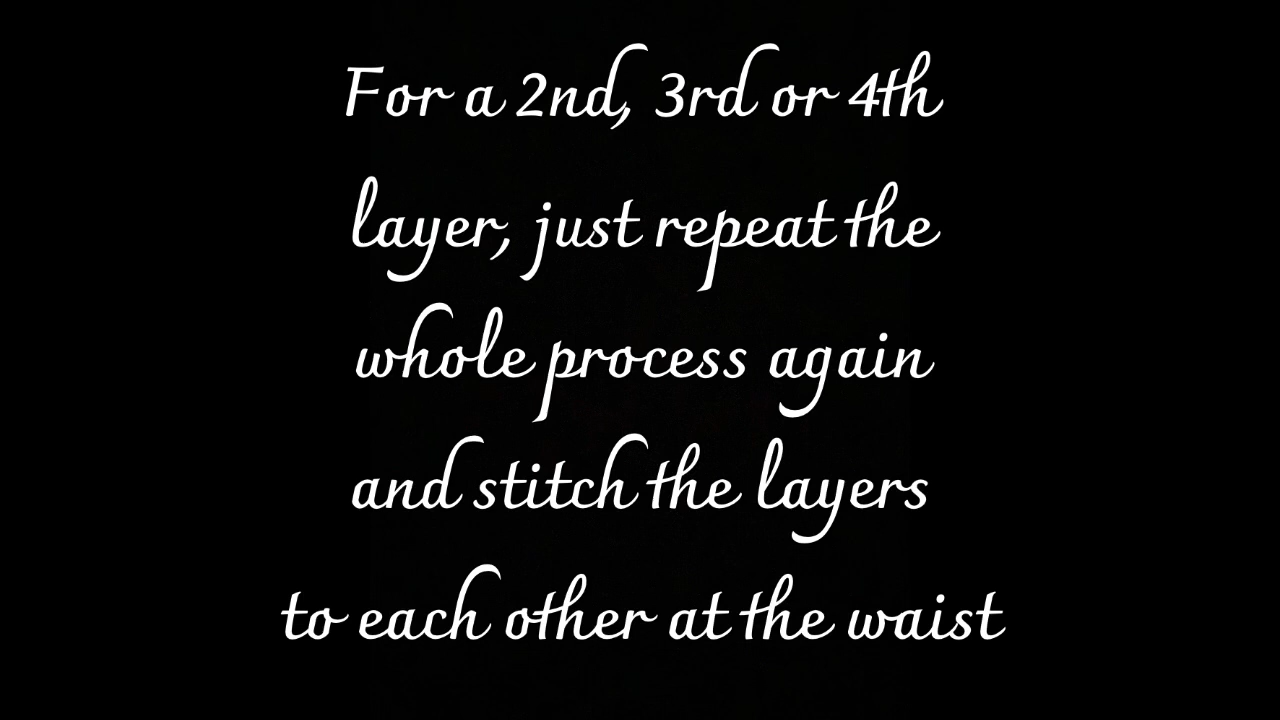 For a 2nd, 3rd or 4th
layer, just repeat the
whole process again
and stitch the layers
to each other at the waist